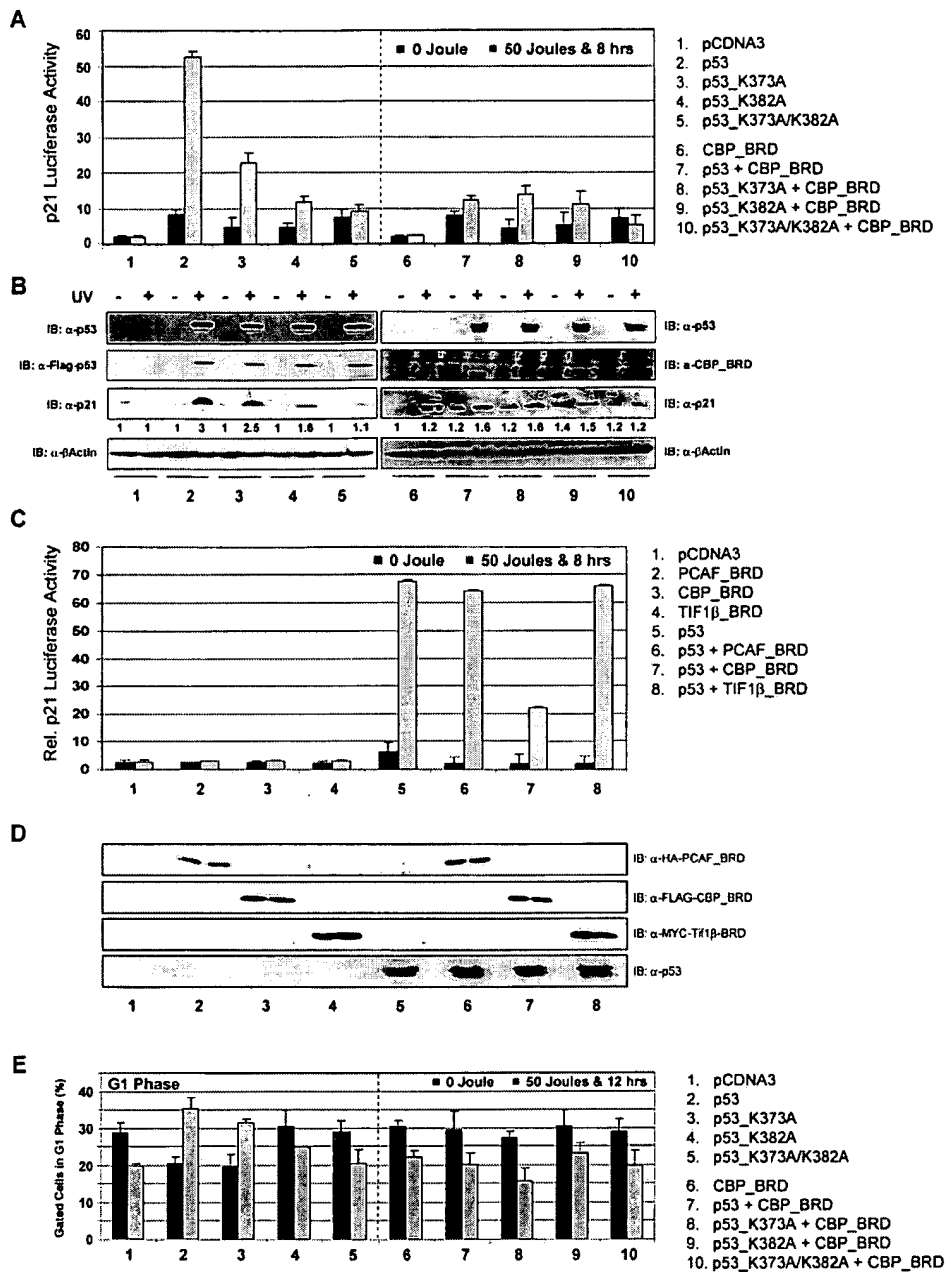 A
p21 Luciferase Activity
60
50
40
30
20
10
0
■ 0 Joule ■ 50 Joules & 8 hrs
1 2 3 4 5 6 7 8 9 10
1. pCDNA3
2. p53
3. p53_K373A
4. p53_K382A
5. p53_K373A/K382A
6. CBP_BRD
7. p53 + CBP_BRD
8. p53_K373A + CBP_BRD
9. p53_K382A + CBP_BRD
10. p53_K373A/K382A + CBP_BRD
B
UV - + - + - + - + - + - + - + - + - + - +
IB: α-p53
IB: α-p53
IB: α-Flag-p53
IB: a-CBP_BRD
IB: α-p21
IB: α-p21
1 1 1 3 1 2.5 1 1.6 1 1.1 1 1.2 1.2 1.6 1.2 1.6 1.4 1.5 1.2 1.2
IB: α-βActin
IB: α-βActin
1 2 3 4 5 6 7 8 9 10
C
Rel. p21 Luciferase Activity
80
70
60
50
40
30
20
10
0
■ 0 Joule ■ 50 Joules & 8 hrs
1 2 3 4 5 6 7 8
1. pCDNA3
2. PCAF_BRD
3. CBP_BRD
4. TIF1β_BRD
5. p53
6. p53 + PCAF_BRD
7. p53 + CBP_BRD
8. p53 + TIF1β_BRD
D
IB: α-HA-PCAF_BRD
IB: α-FLAG-CBP_BRD
IB: α-MYC-Tif1β-BRD
IB: α-p53
1 2 3 4 5 6 7 8
E
Gated Cells in G1 Phase (%)
40
30
20
10
0
G1 Phase
■ 0 Joule ■ 50 Joules & 12 hrs
1 2 3 4 5 6 7 8 9 10
1. pCDNA3
2. p53
3. p53_K373A
4. p53_K382A
5. p53_K373A/K382A
6. CBP_BRD
7. p53 + CBP_BRD
8. p53_K373A + CBP_BRD
9. p53_K382A + CBP_BRD
10. p53_K373A/K382A + CBP_BRD